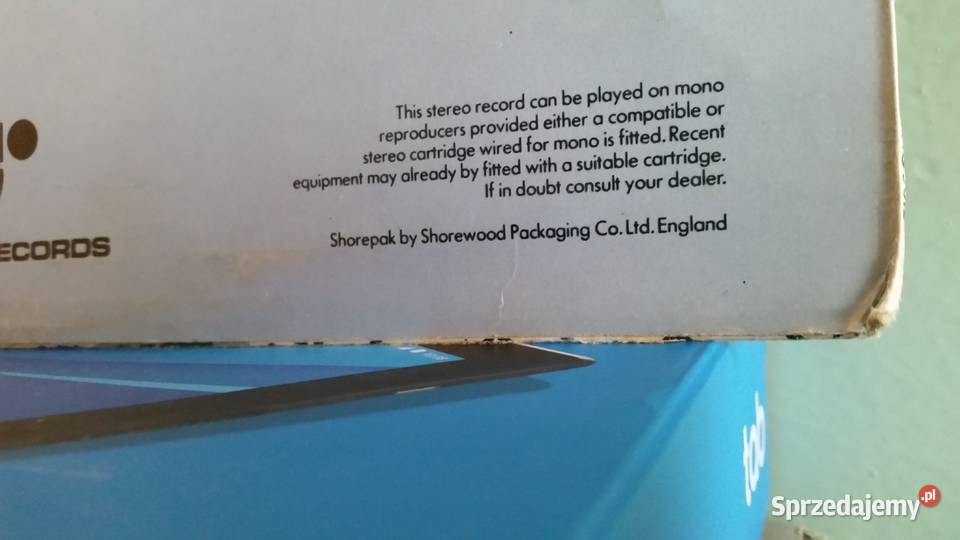 This stereo record can be played on mono
reproducers provided either a compatible or
stereo cartridge wired for mono is fitted. Recent
equipment may already by fitted with a suitable cartridge.
If in doubt consult your dealer.
Shorepak by Shorewood Packaging Co. Ltd. England
ECORDS
tab
Sprzedajemy.pl